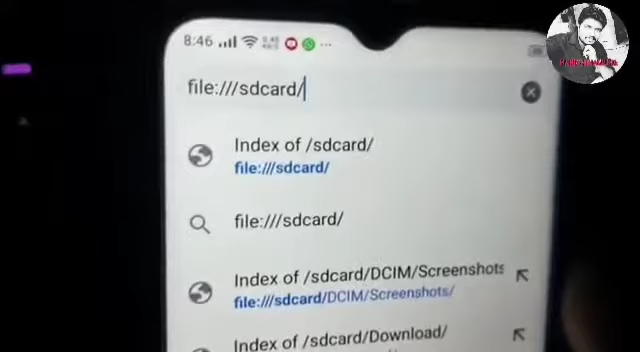 8:46
file:///sdcard/
Index of /sdcard/
file:///sdcard/
file:///sdcard/
Index of /sdcard/DCIM/Screenshots
file:///sdcard/DCIM/Screenshots/
Index of /sdcard/Download/